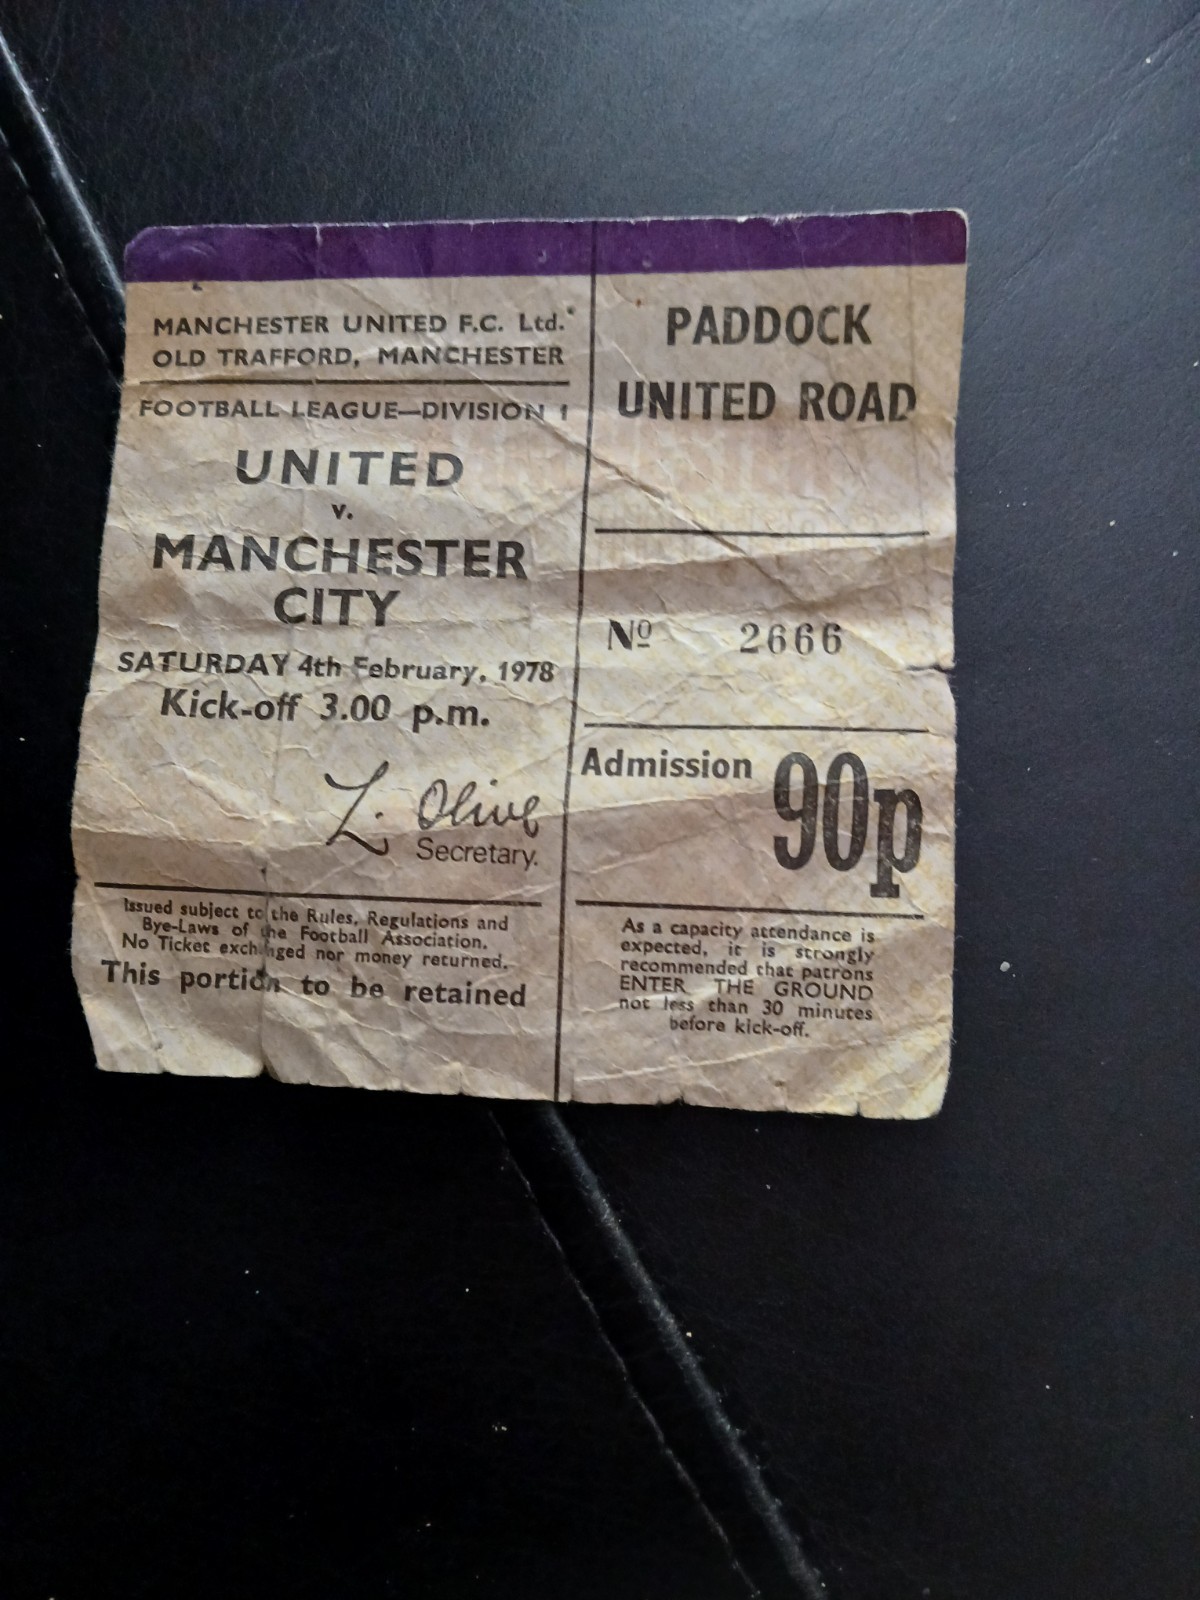 MANCHESTER UNITED F.C. Ltd.
OLD TRAFFORD, MANCHESTER
FOOTBALL LEAGUE—DIVISION 1
UNITED
v.
MANCHESTER
CITY
SATURDAY 4th February, 1978
Kick-off 3.00 p.m.
L. Olive
Secretary.
Issued subject to the Rules, Regulations and
Bye-Laws of the Football Association.
No Ticket exchanged nor money returned.
This portion to be retained
PADDOCK
UNITED ROAD
Nº 2666
Admission 90p
As a capacity attendance is
expected, it is strongly
recommended that patrons
ENTER THE GROUND
not less than 30 minutes
before kick-off.